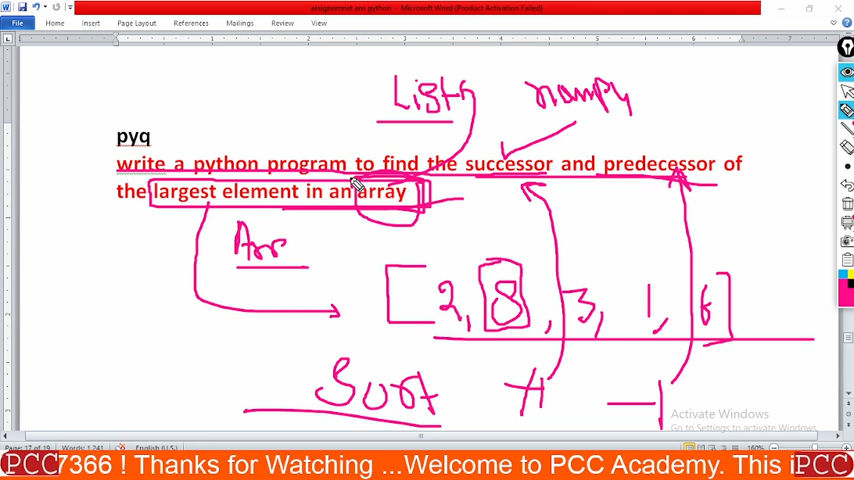 assignemnet.ans python - Microsoft Word (Product Activation Failed)
File Home Insert Page Layout References Mailings Review View
Lists
numpy
pyq
write a python program to find the successor and predecessor of
the largest element in an array
Arr
[ 2, 8, 3, 1, 6 ]
Sort +1 -1
Activate Windows
Go to Settings to activate Windows.
Page: 17 of 19 Words: 1,241 English (U.S.) 160%
PCC 7366 ! Thanks for Watching ...Welcome to PCC Academy. This i PCC